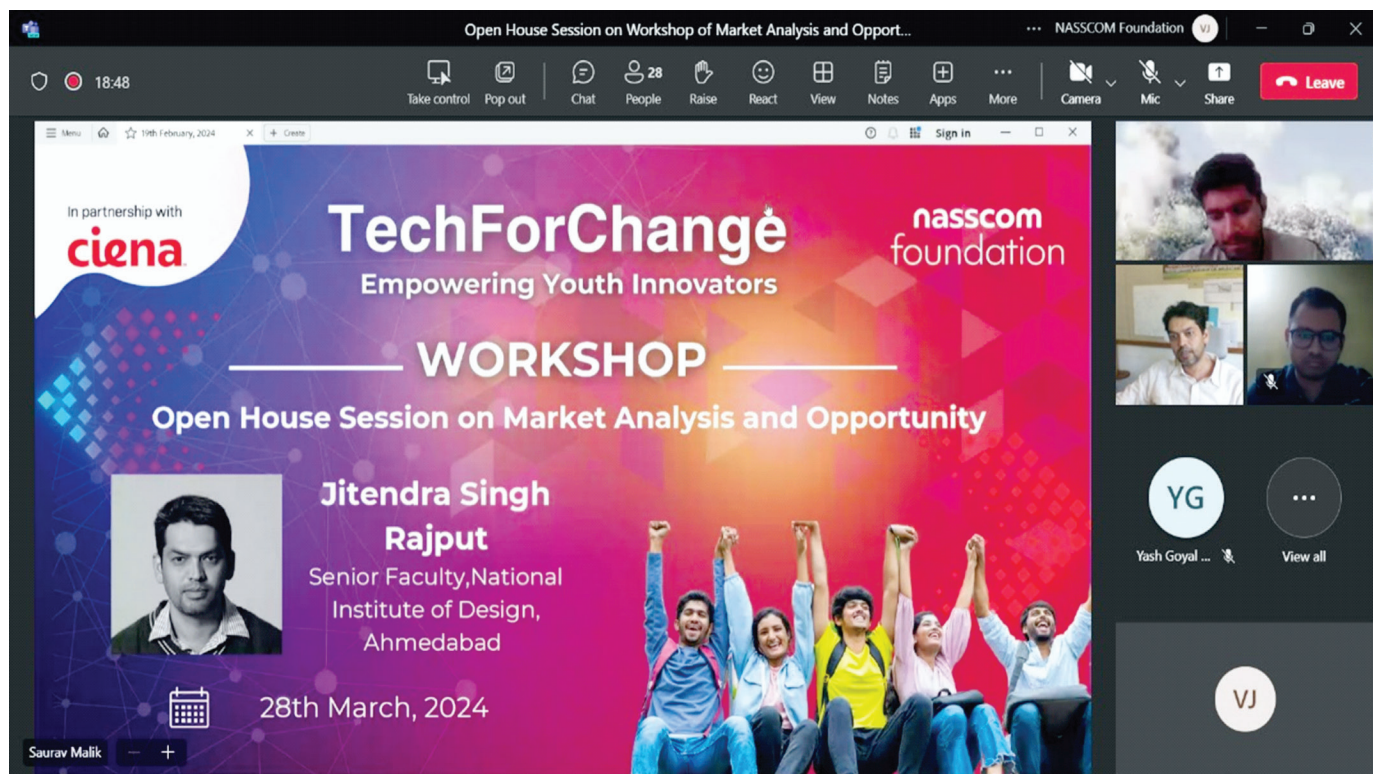 Open House Session on Workshop of Market Analysis and Opport...
NASSCOM Foundation
VJ
18:48
Take control
Pop out
Chat
28
People
Raise
React
View
Notes
Apps
More
Camera
Mic
Share
Leave
Menu
19th February, 2024
+ Create
Sign in
In partnership with
ciena
TechForChange
Empowering Youth Innovators
nasscom
foundation
WORKSHOP
Open House Session on Market Analysis and Opportunity
Jitendra Singh
Rajput
Senior Faculty,National
Institute of Design,
Ahmedabad
28th March, 2024
Saurav Malik
YG
Yash Goyal ...
View all
VJ